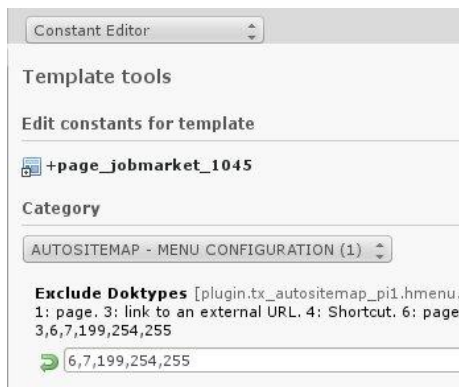 Constant Editor
Template tools
Edit constants for template
+page_jobmarket_1045
Category
AUTOSITEMAP - MENU CONFIGURATION (1)
Exclude Doktypes [plugin.tx_autositemap_pi1.hmenu.
1: page. 3: link to an external URL. 4: Shortcut. 6: page
3,6,7,199,254,255
6,7,199,254,255